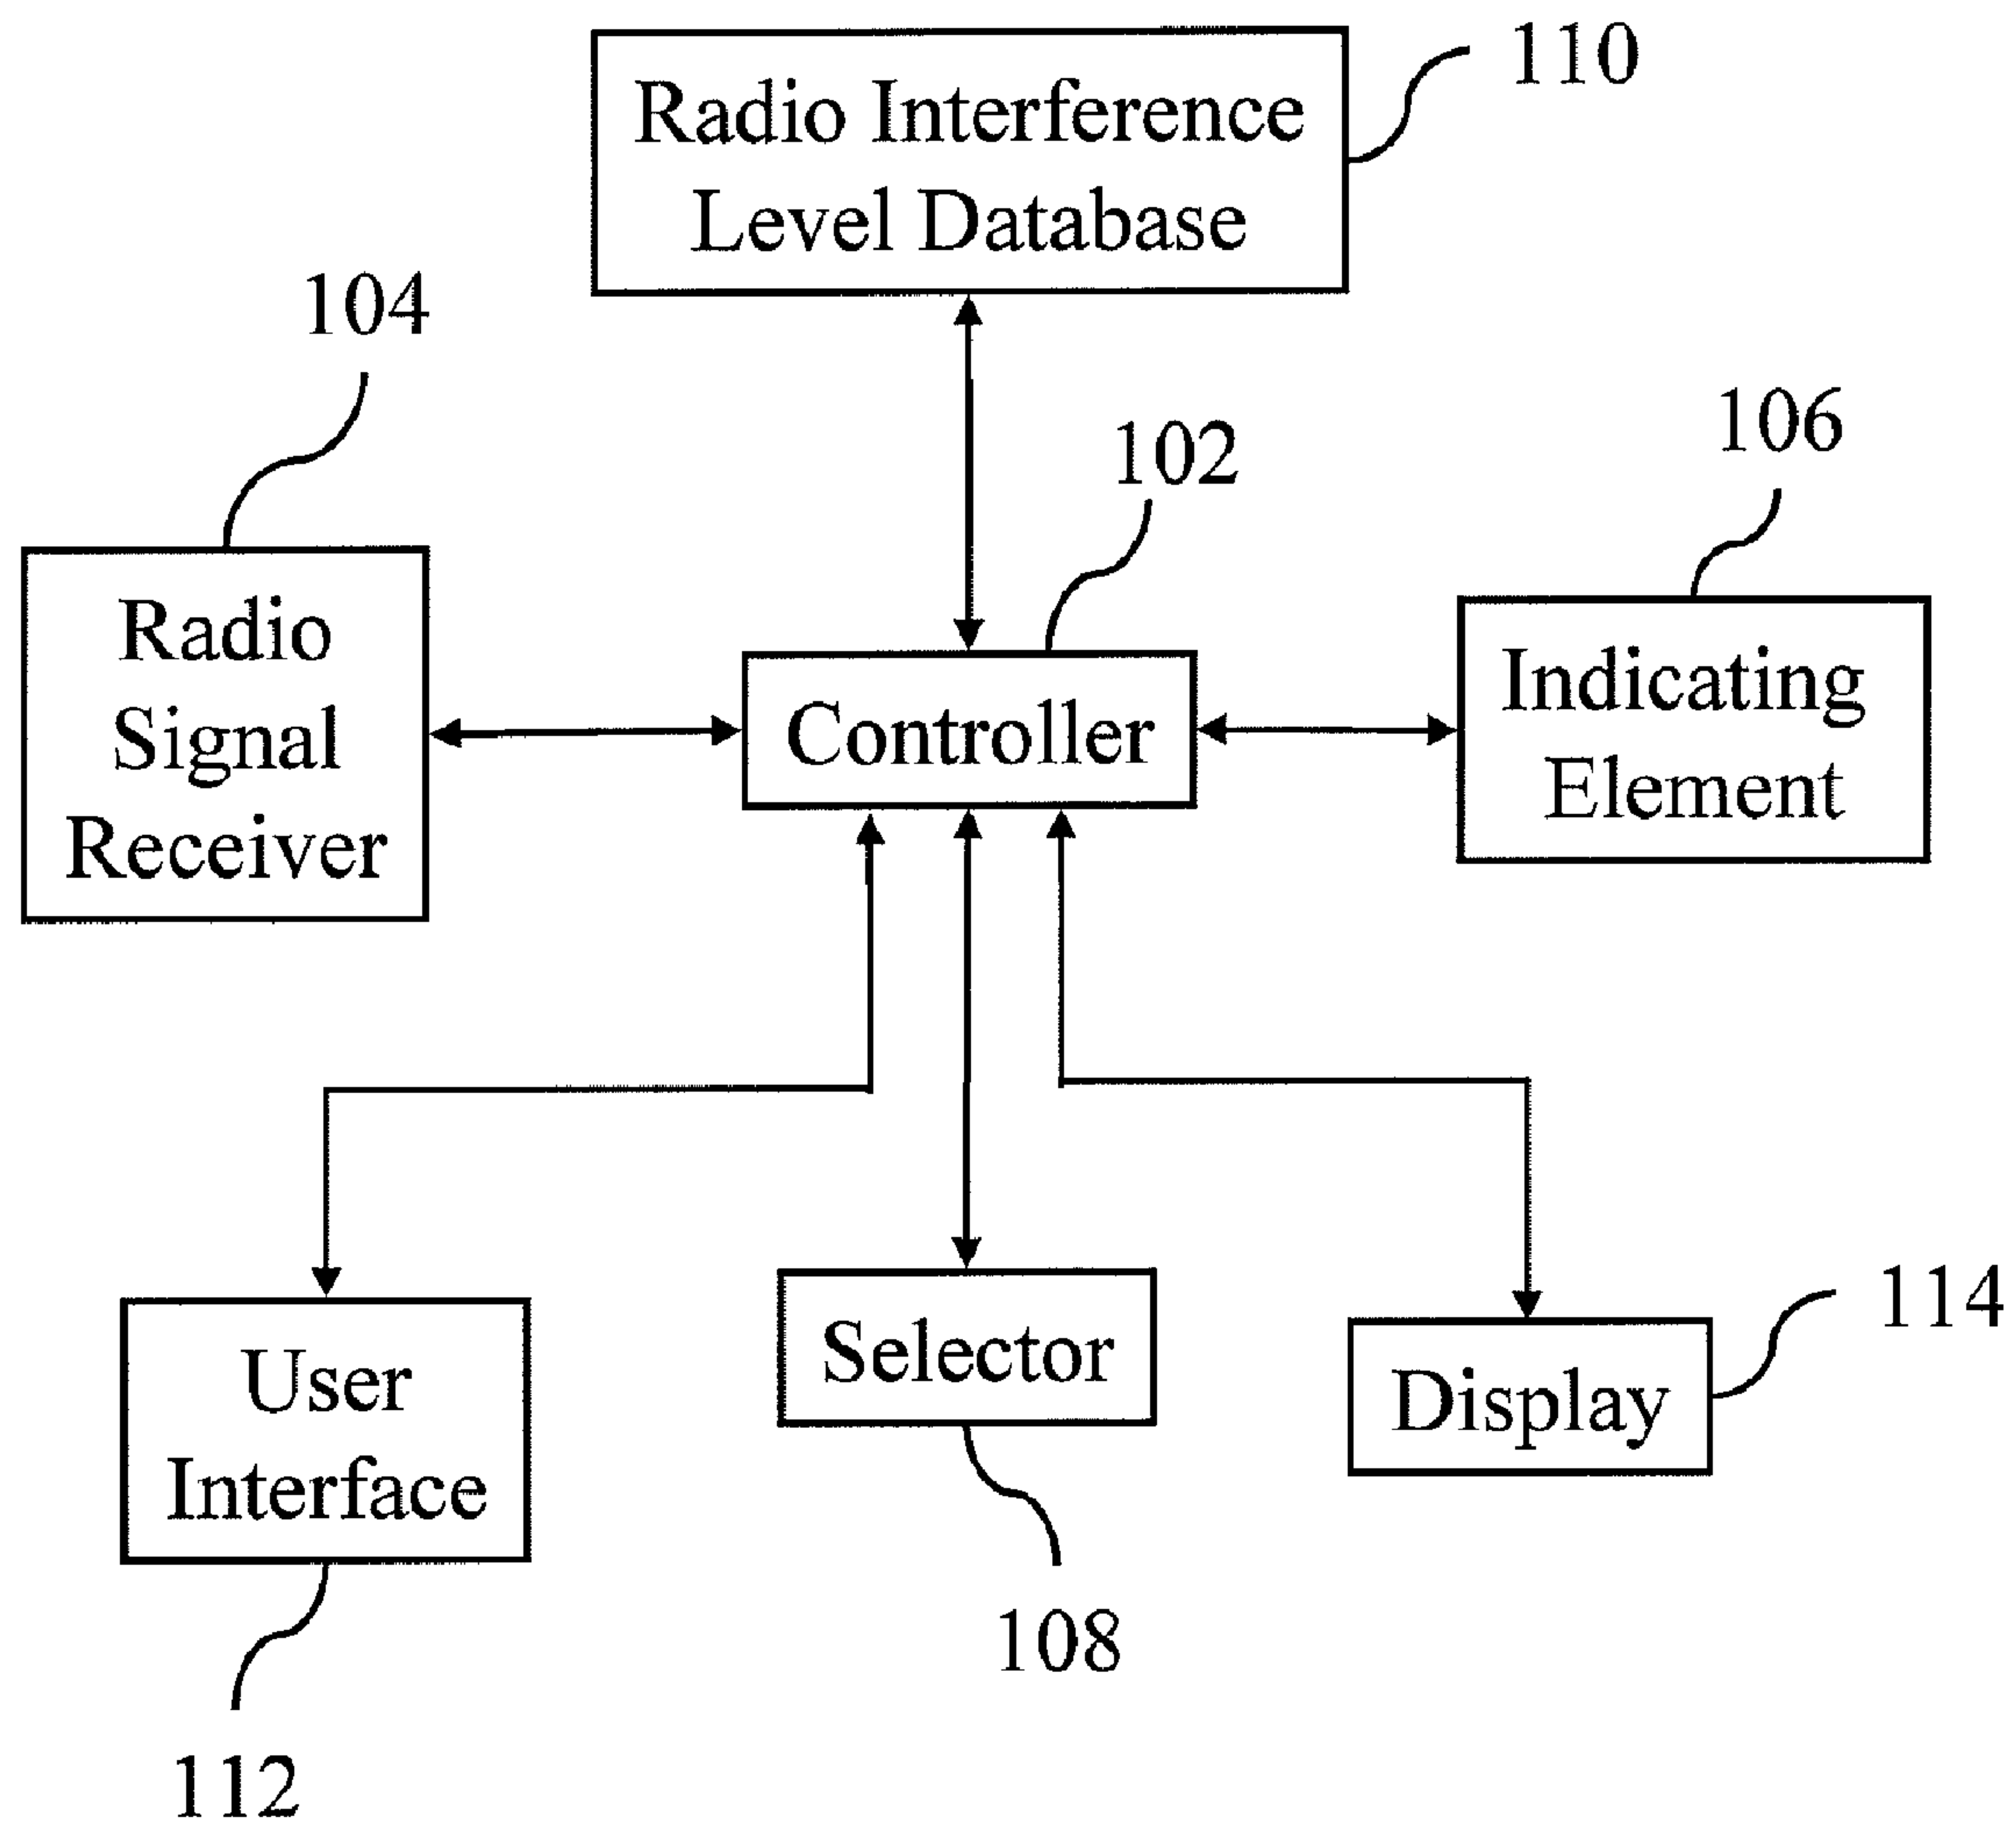 110
Radio Interference
Level Database
104
106
102
Radio
Signal
Receiver
Controller
Indicating
Element
User
Interface
Selector
114
Display
108
112